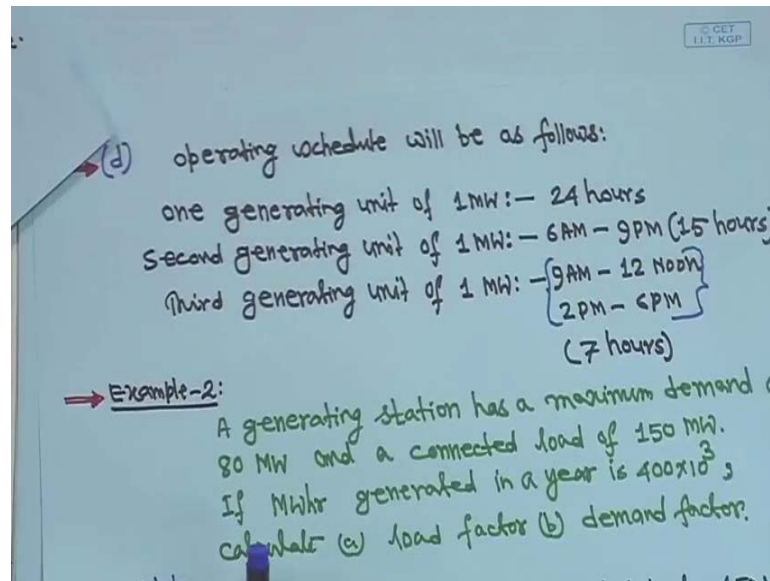 © CET
I.I.T. KGP
(d) operating schedule will be as follows:
one generating unit of 1MW:- 24 hours
Second generating unit of 1MW:- 6AM - 9PM (15 hours)
Third generating unit of 1 MW:- {9AM - 12 Noon}
{2PM - 6PM}
(7 hours)
Example-2:
A generating station has a maximum demand
80 MW and a connected load of 150 MW.
If MWhr generated in a year is 400x10³,
calculate (a) load factor (b) demand factor.